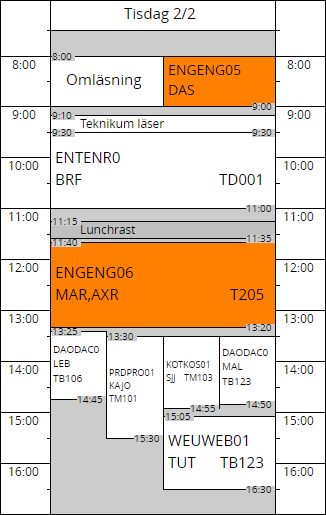 Tisdag 2/2
8:00
8:00
8:00
Omläsning
ENGENG05
DAS
9:00
9:00
9:00
9:10
Teknikum läser
9:30
9:30
ENTENR0
BRF
TD001
10:00
10:00
11:00
11:00
11:00
11:15
Lunchrast
11:35
11:40
ENGENG06
MAR,AXR
T205
12:00
12:00
13:00
13:00
13:20
13:25
13:30
DAODAC0
LEB
TB106
14:45
PRDPRO01
KAJO
TM101
15:30
KOTKOS01
SJJ TM103
14:55
DAODAC0
MAL
TB123
14:50
14:00
14:00
15:05
WEUWEB01
TUT TB123
16:30
15:00
15:00
16:00
16:00